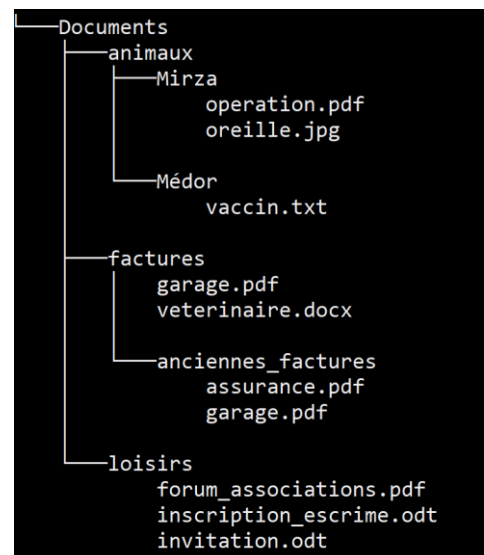 Documents
animaux
Mirza
operation.pdf
oreille.jpg
Médor
vaccin.txt
factures
garage.pdf
veterinaire.docx
anciennes_factures
assurance.pdf
garage.pdf
loisirs
forum_associations.pdf
inscription_escrime.odt
invitation.odt